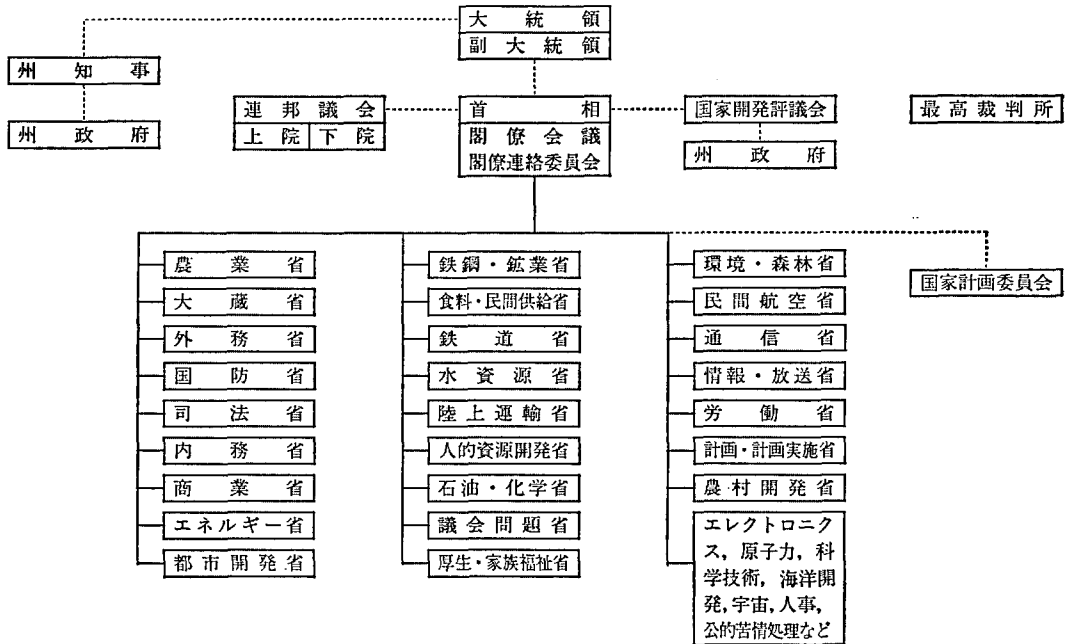 大統領
副大統領
州知事
州政府
連邦議会
上院 下院
首相
閣僚会議
閣僚連絡委員会
国家開発評議会
州政府
最高裁判所
農業省
大蔵省
外務省
国防省
司法省
内務省
商業省
エネルギー省
都市開発省
鉄鋼・鉱業省
食料・民間供給省
鉄道省
水資源省
陸上運輸省
人的資源開発省
石油・化学省
議会問題省
厚生・家族福祉省
環境・森林省
民間航空省
通信省
情報・放送省
労働省
計画・計画実施省
農村開発省
エレクトロニク
ス,原子力,科
学技術,海洋開
発,宇宙,人事,
公的苦情処理など
国家計画委員会